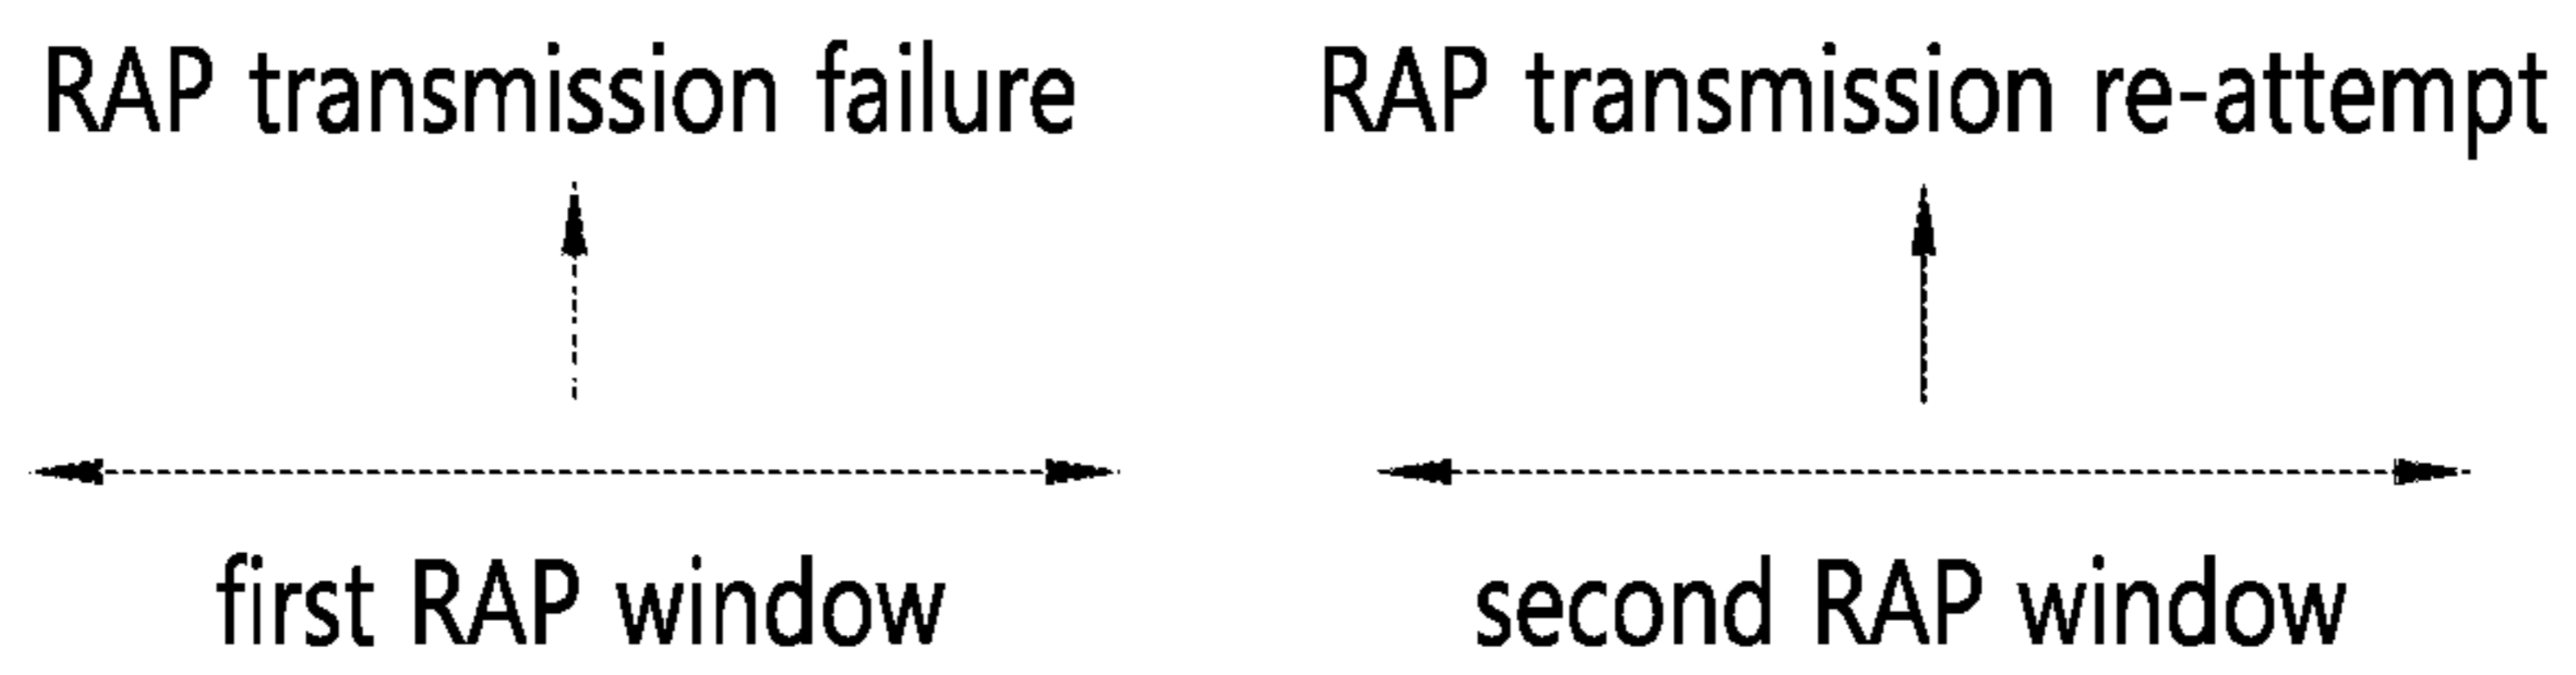 RAP transmission failure
RAP transmission re-attempt
first RAP window
second RAP window